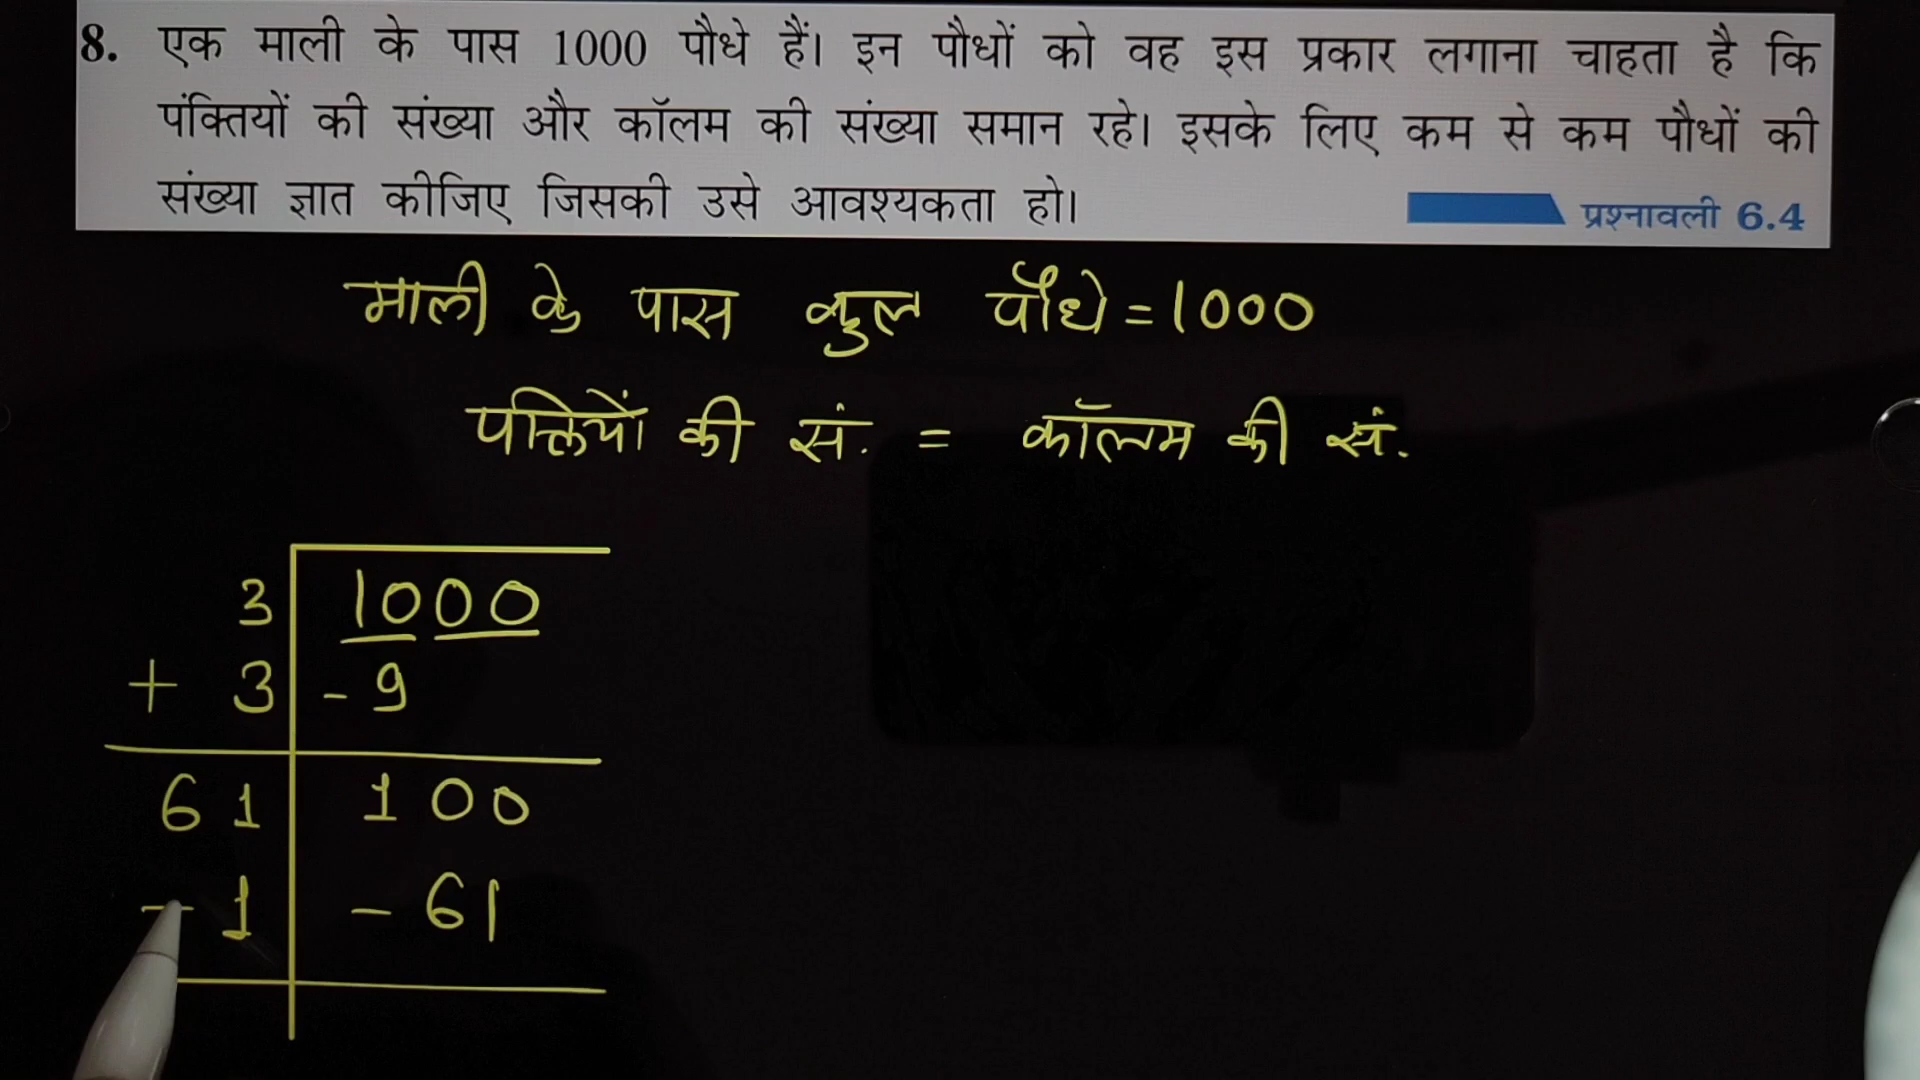 8. एक माली के पास 1000 पौधे हैं। इन पौधों को वह इस प्रकार लगाना चाहता है कि
पंक्तियों की संख्या और कॉलम की संख्या समान रहे। इसके लिए कम से कम पौधों की
संख्या ज्ञात कीजिए जिसकी उसे आवश्यकता हो।
प्रश्नावली 6.4
माली के पास कुल पौधे = 1000
पक्तियों की सं. = कॉलम की सं.
3 1000
+ 3 - 9
61 100
- 1 - 61